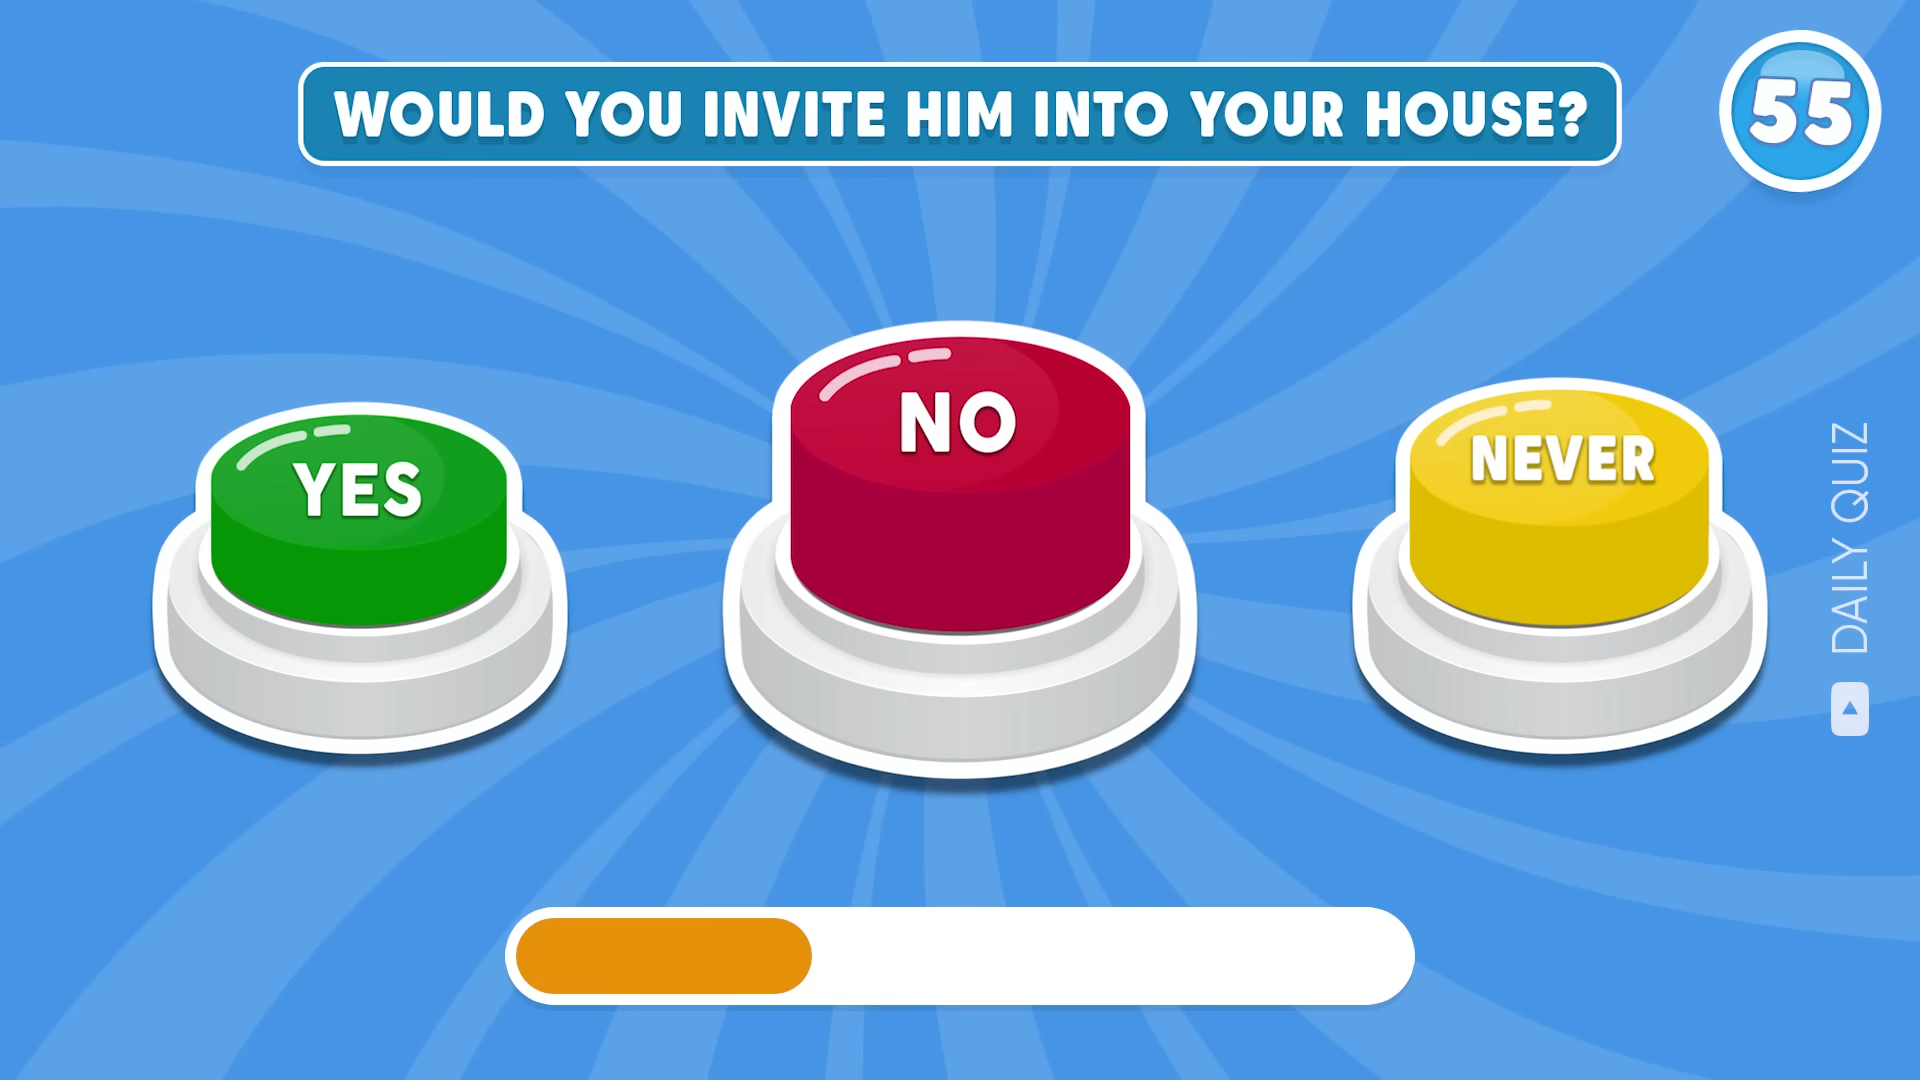 WOULD YOU INVITE HIM INTO YOUR HOUSE?
55
YES
NO
NEVER
DAILY QUIZ